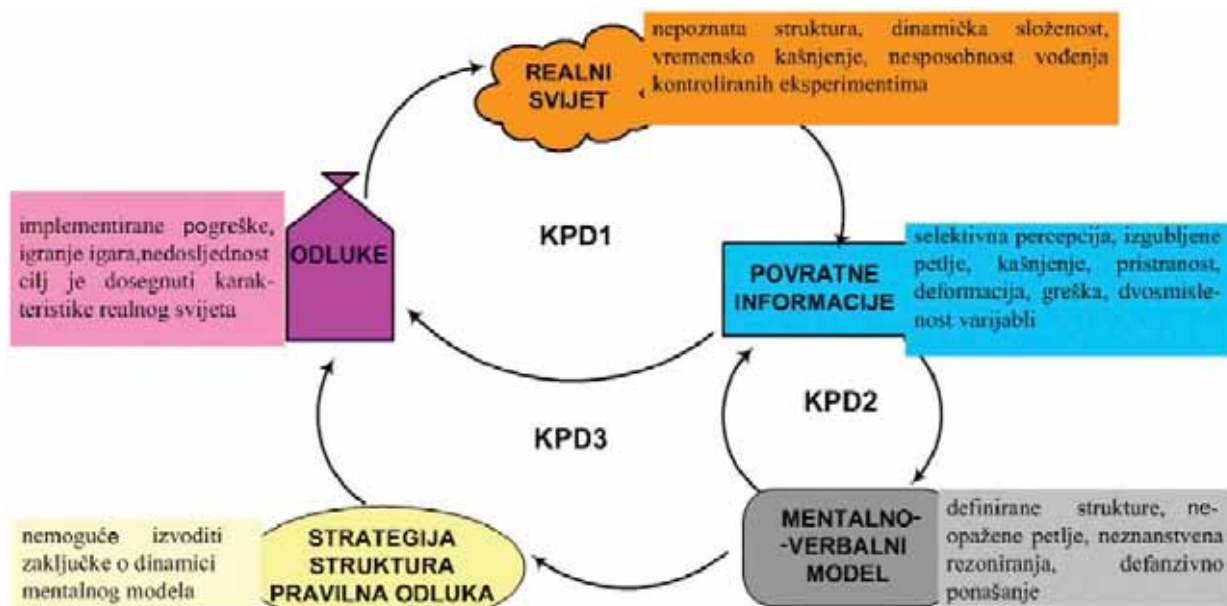 nepoznata struktura, dinamička složenost,
vremensko kašnjenje, nesposobnost vođenja
kontroliranih eksperimentima
REALNI
SVIJET
implementirane pogreške,
igranje igara,nedosljednost
cilj je dosegnuti karak-
teristike realnog svijeta
ODLUKE
KPD1
POVRATNE
INFORMACIJE
selektivna percepcija, izgubljene
petlje, kašnjenje, pristranost,
deformacija, greška, dvosmisle-
nost varijabli
KPD2
KPD3
nemoguće izvoditi
zaključke o dinamici
mentalnog modela
STRATEGIJA
STRUKTURA
PRAVILNA ODLUKA
MENTALNO-
-VERBALNI
MODEL
definirane strukture, ne-
opažene petlje, neznanstvena
rezoniranja, defanzivno
ponašanje